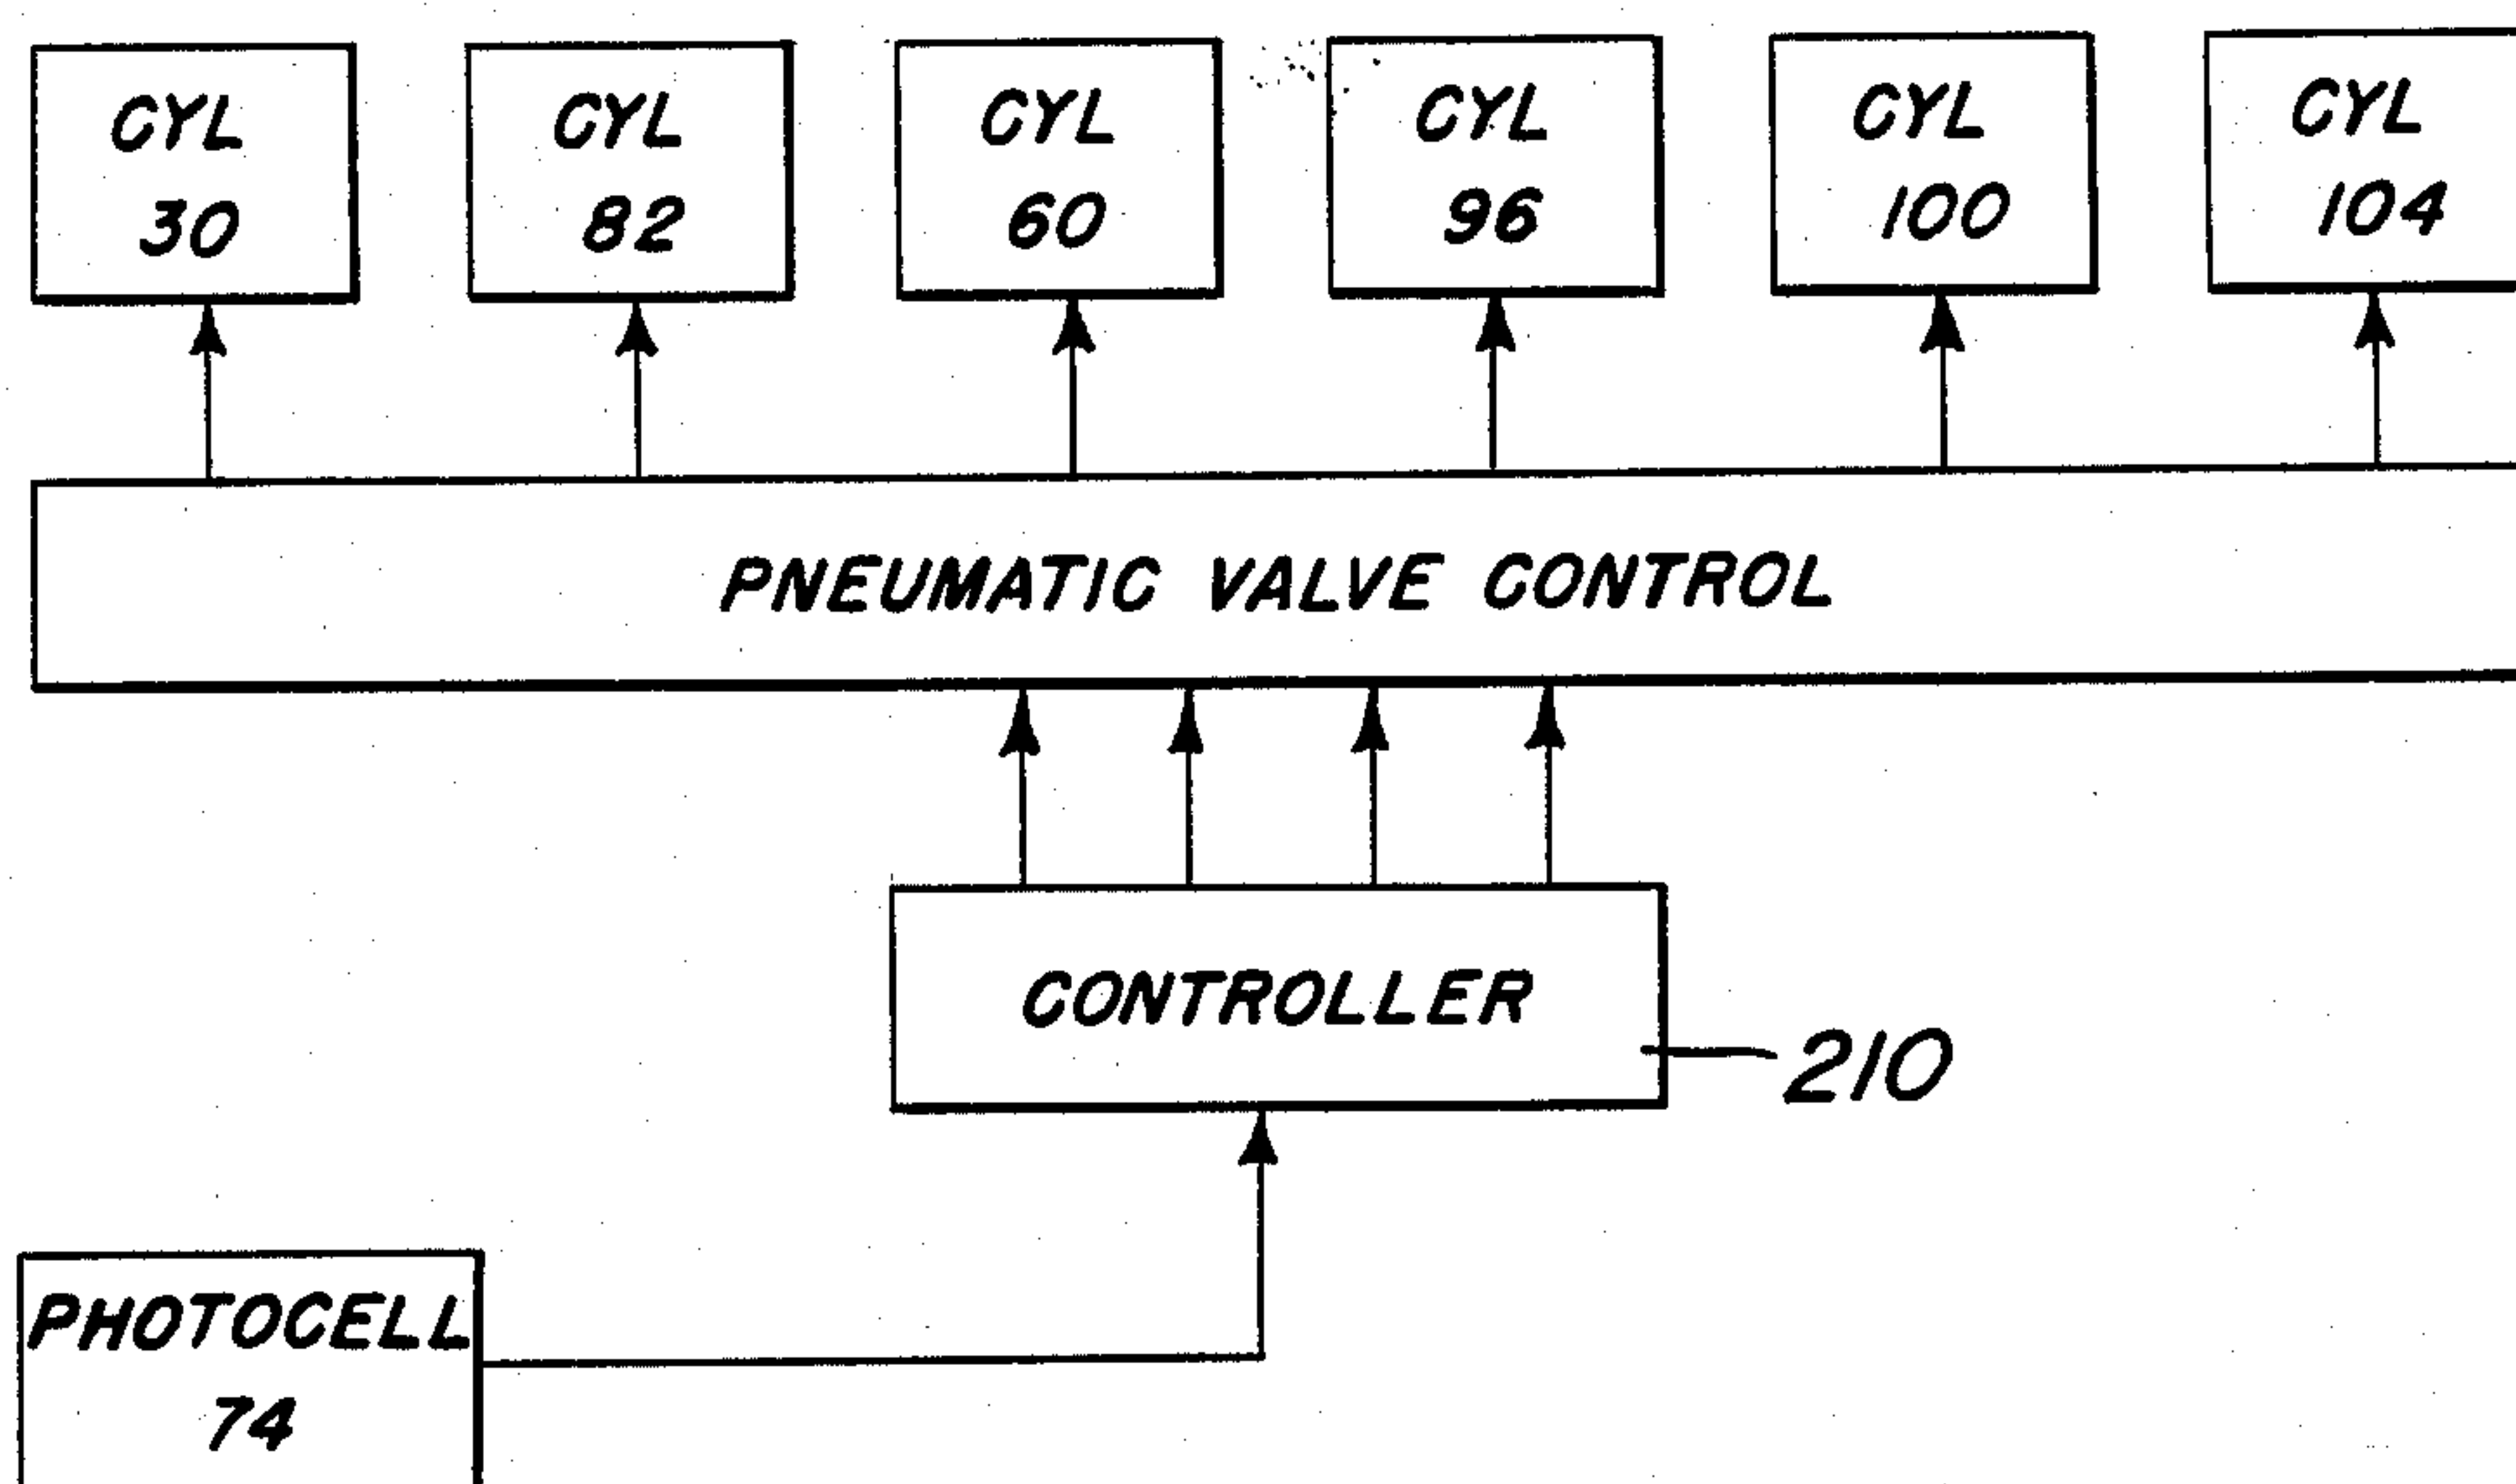 CYL
30
CYL
82
CYL
60
CYL
96
CYL
100
CYL
104
PNEUMATIC VALVE CONTROL
CONTROLLER
210
PHOTOCELL
74